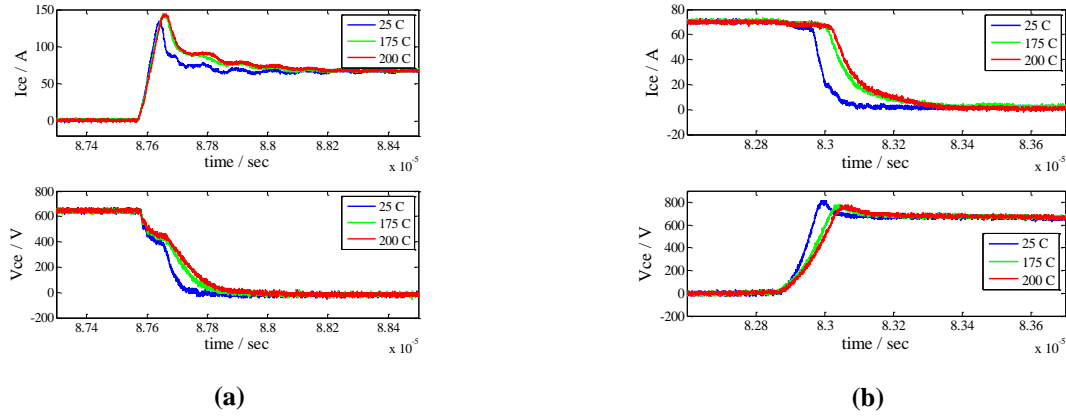 150
100
50
0
Ice / A
25 C
175 C
200 C
8.74 8.76 8.78 8.8 8.82 8.84
time / sec
x 10-5
800
600
400
200
0
-200
Vce / V
25 C
175 C
200 C
8.74 8.76 8.78 8.8 8.82 8.84
time / sec
x 10-5
(a)
80
60
40
20
0
-20
Ice / A
25 C
175 C
200 C
8.28 8.3 8.32 8.34 8.36
time / sec
x 10-5
800
600
400
200
0
-200
Vce / V
25 C
175 C
200 C
8.28 8.3 8.32 8.34 8.36
time / sec
x 10-5
(b)